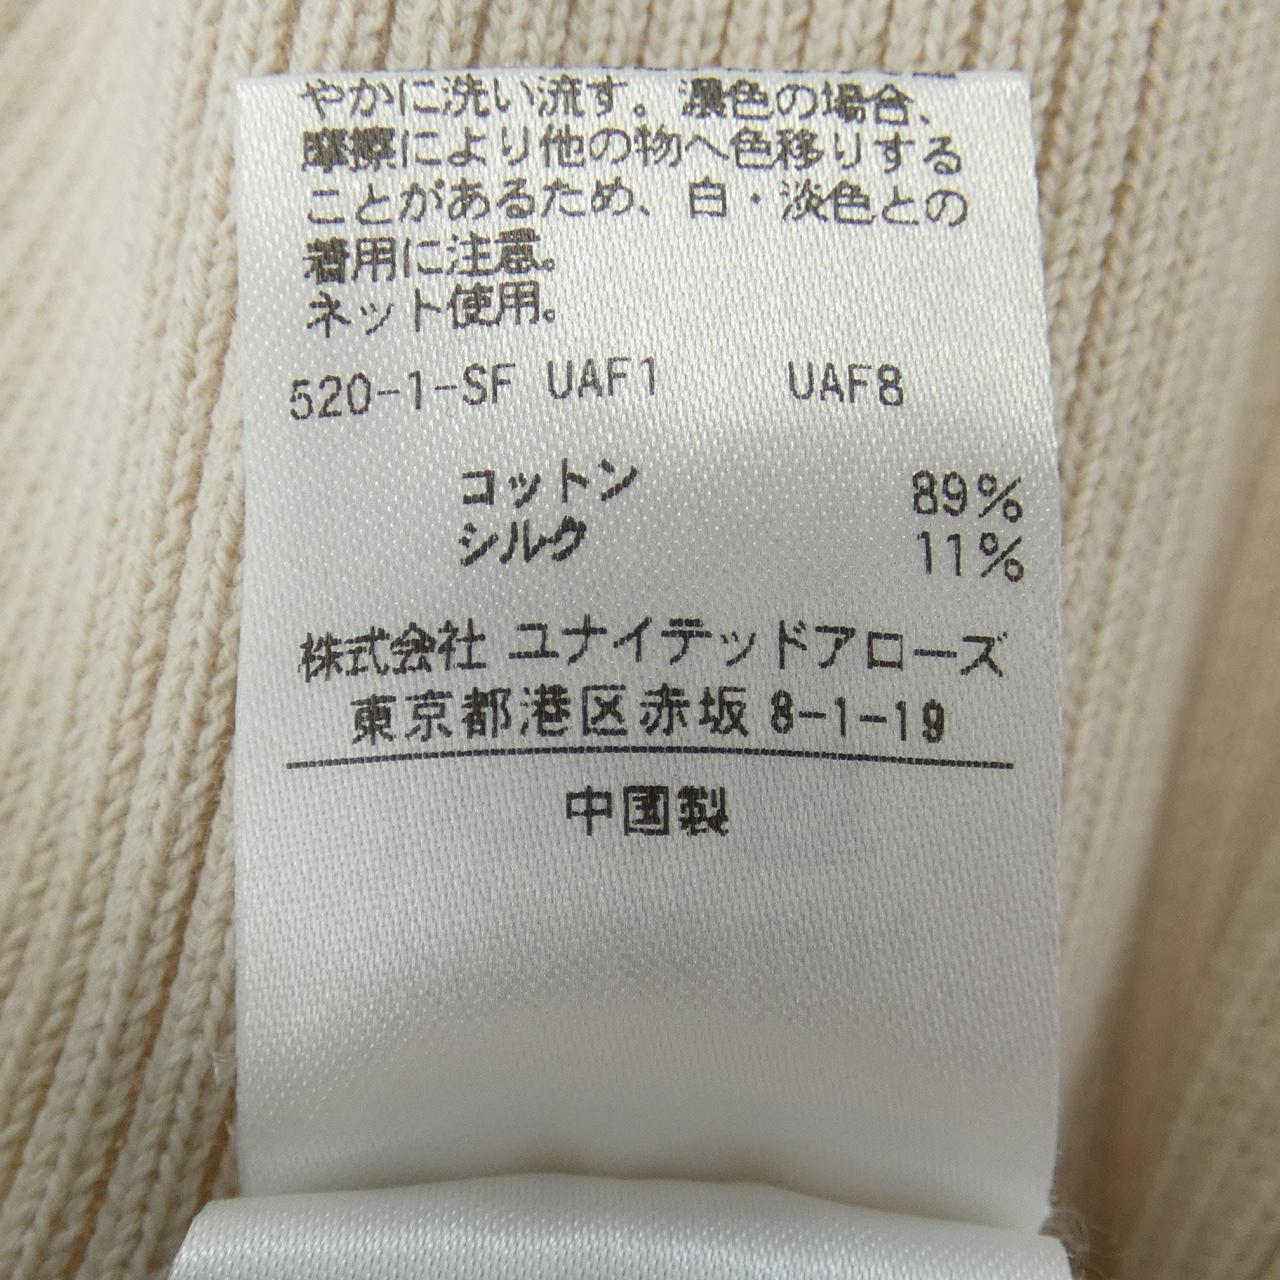 やかに洗い流す。濃色の場合、
摩擦により他の物へ色移りする
ことがあるため、白・淡色との
着用に注意。
ネット使用。
520-1-SF UAF1 UAF8
コットン 89%
シルク 11%
株式会社 ユナイテッドアローズ
東京都港区赤坂8-1-19
中国製